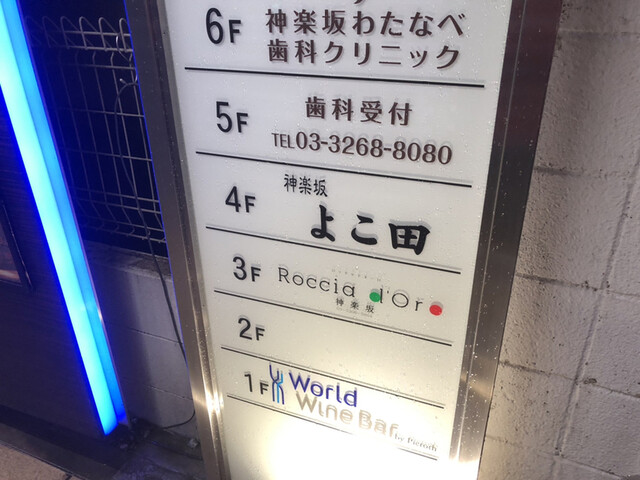 6F 神楽坂わたなべ
歯科クリニック
5F 歯科受付
TEL03-3268-8080
4F 神楽坂
よこ田
3F Roccia d'Oro
神楽坂
2F
1F World
Wine Bar by Pieroth